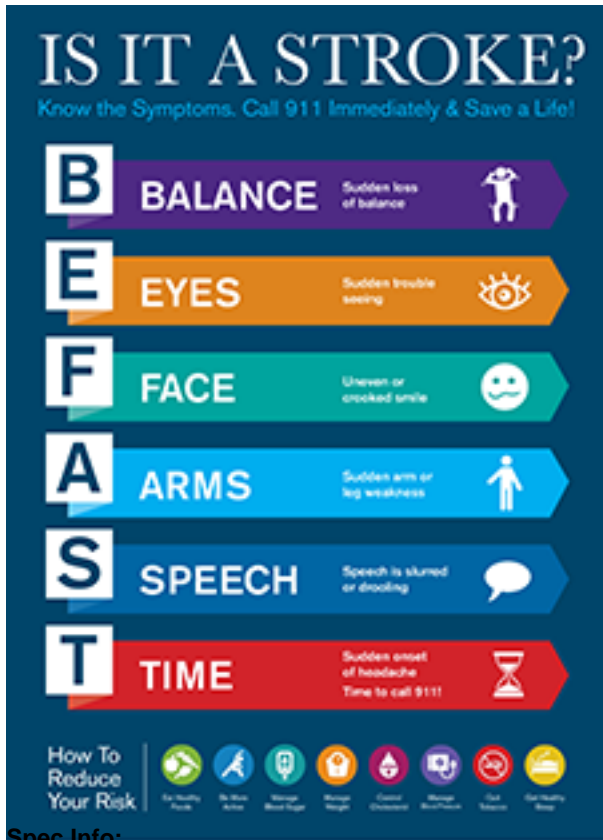 IS IT A STROKE?
Know the Symptoms. Call 911 Immediately & Save a Life!
B
BALANCE
Sudden loss
of balance
E
EYES
Sudden trouble
seeing
F
FACE
Uneven or
crooked smile
A
ARMS
Sudden arm or
leg weakness
S
SPEECH
Speech is slurred
or drooling
T
TIME
Sudden onset
of headache
Time to call 911!
How To
Reduce
Your Risk
Eat Healthy
Foods
Be More
Active
Manage
Blood Sugar
Manage
Weight
Control
Cholesterol
Manage
Blood Pressure
Quit
Tobacco
Get Healthy
Sleep
Spec Info: